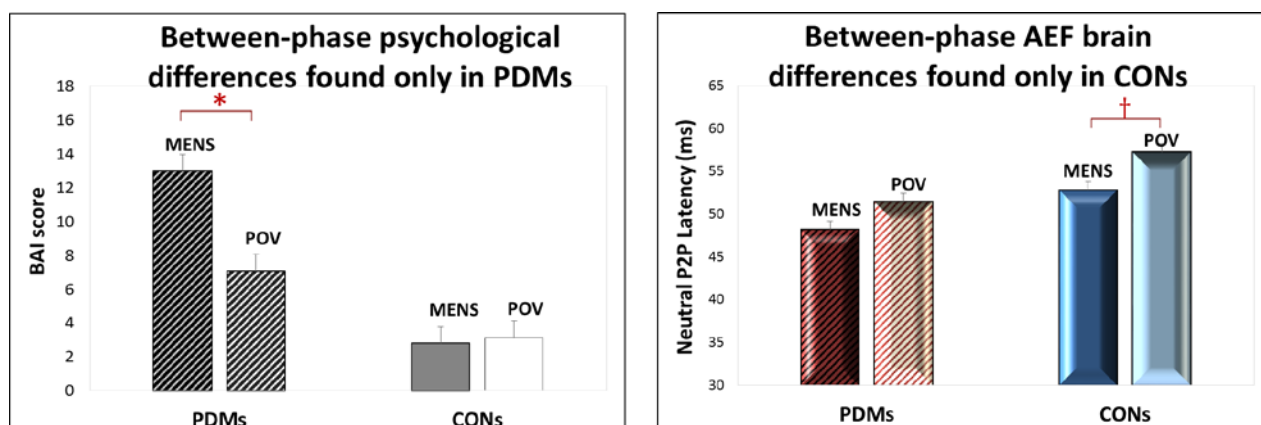 Between-phase psychological
differences found only in PDMs
18
16
14
12
10
8
6
4
2
0
BAI score
*
MENS
POV
MENS
POV
PDMs
CONs
Between-phase AEF brain
differences found only in CONs
65
60
55
50
45
40
35
30
Neutral P2P Latency (ms)
†
MENS
POV
MENS
POV
PDMs
CONs